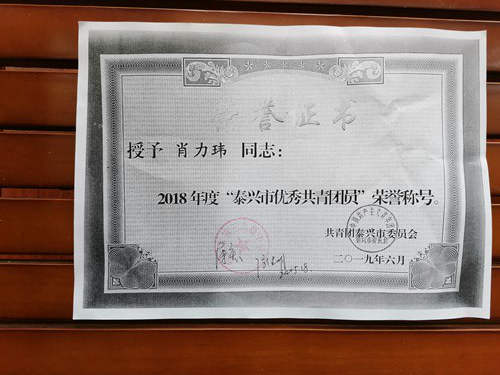 荣誉证书
授予 肖力玮 同志：
2018年度“泰兴市优秀共青团员”荣誉称号。
共青团泰兴市委员会
二〇一九年六月